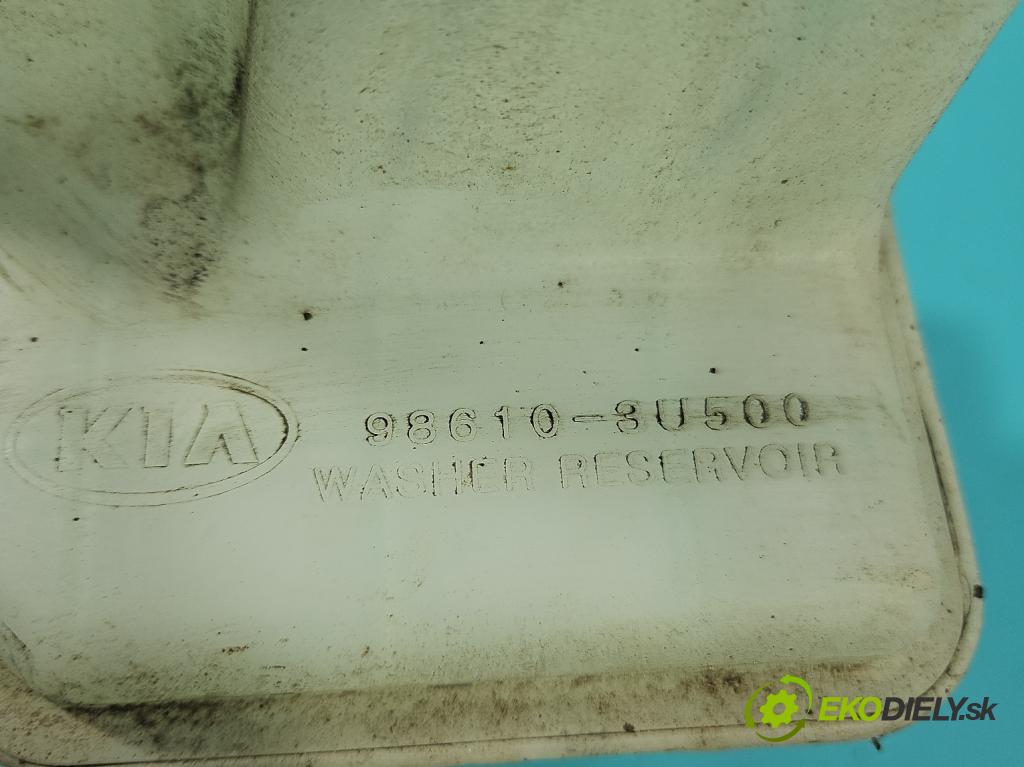 KIA
98610-3U500
WASHER RESERVOIR
EKODIELY.sk